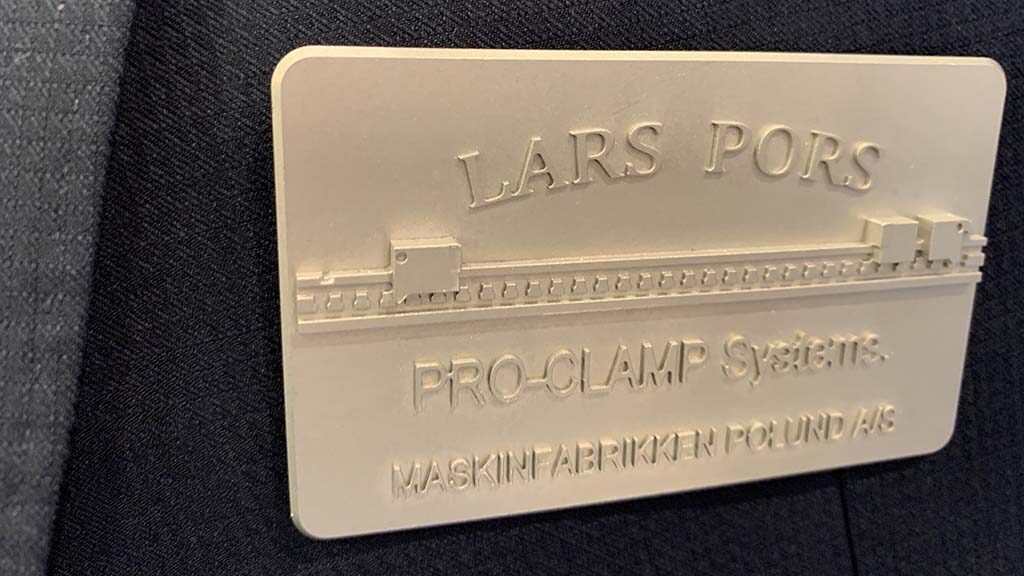 LARS PORS
PRO-CLAMP Systems.
MASKINFABRIKKEN POLUND A/S